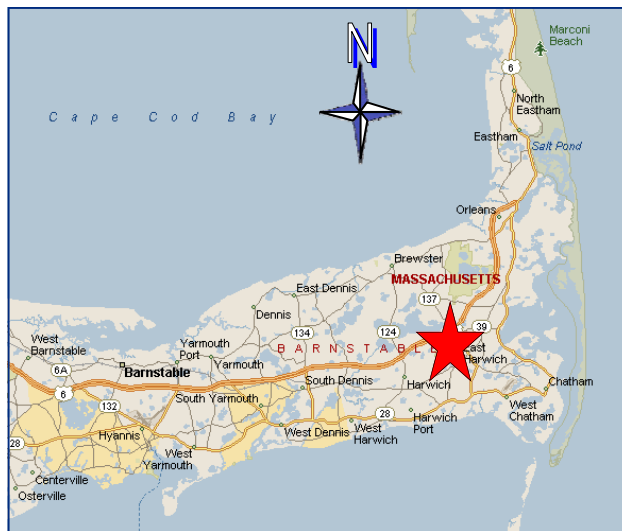 N
Marconi
Beach
6
North
Eastham
Cape Cod Bay
Eastham
Salt Pond
Orleans
Brewster
MASSACHUSETTS
East Dennis
137
Dennis
39
134
124
West
Barnstable
Yarmouth
Port
BARNSTABLE
East
Harwich
6A
Barnstable
Yarmouth
Harwich
South Dennis
Chatham
6
132
South Yarmouth
West
Chatham
28
Harwich
Port
Hyannis
28
West Dennis
West
Harwich
West
Yarmouth
Centerville
Osterville